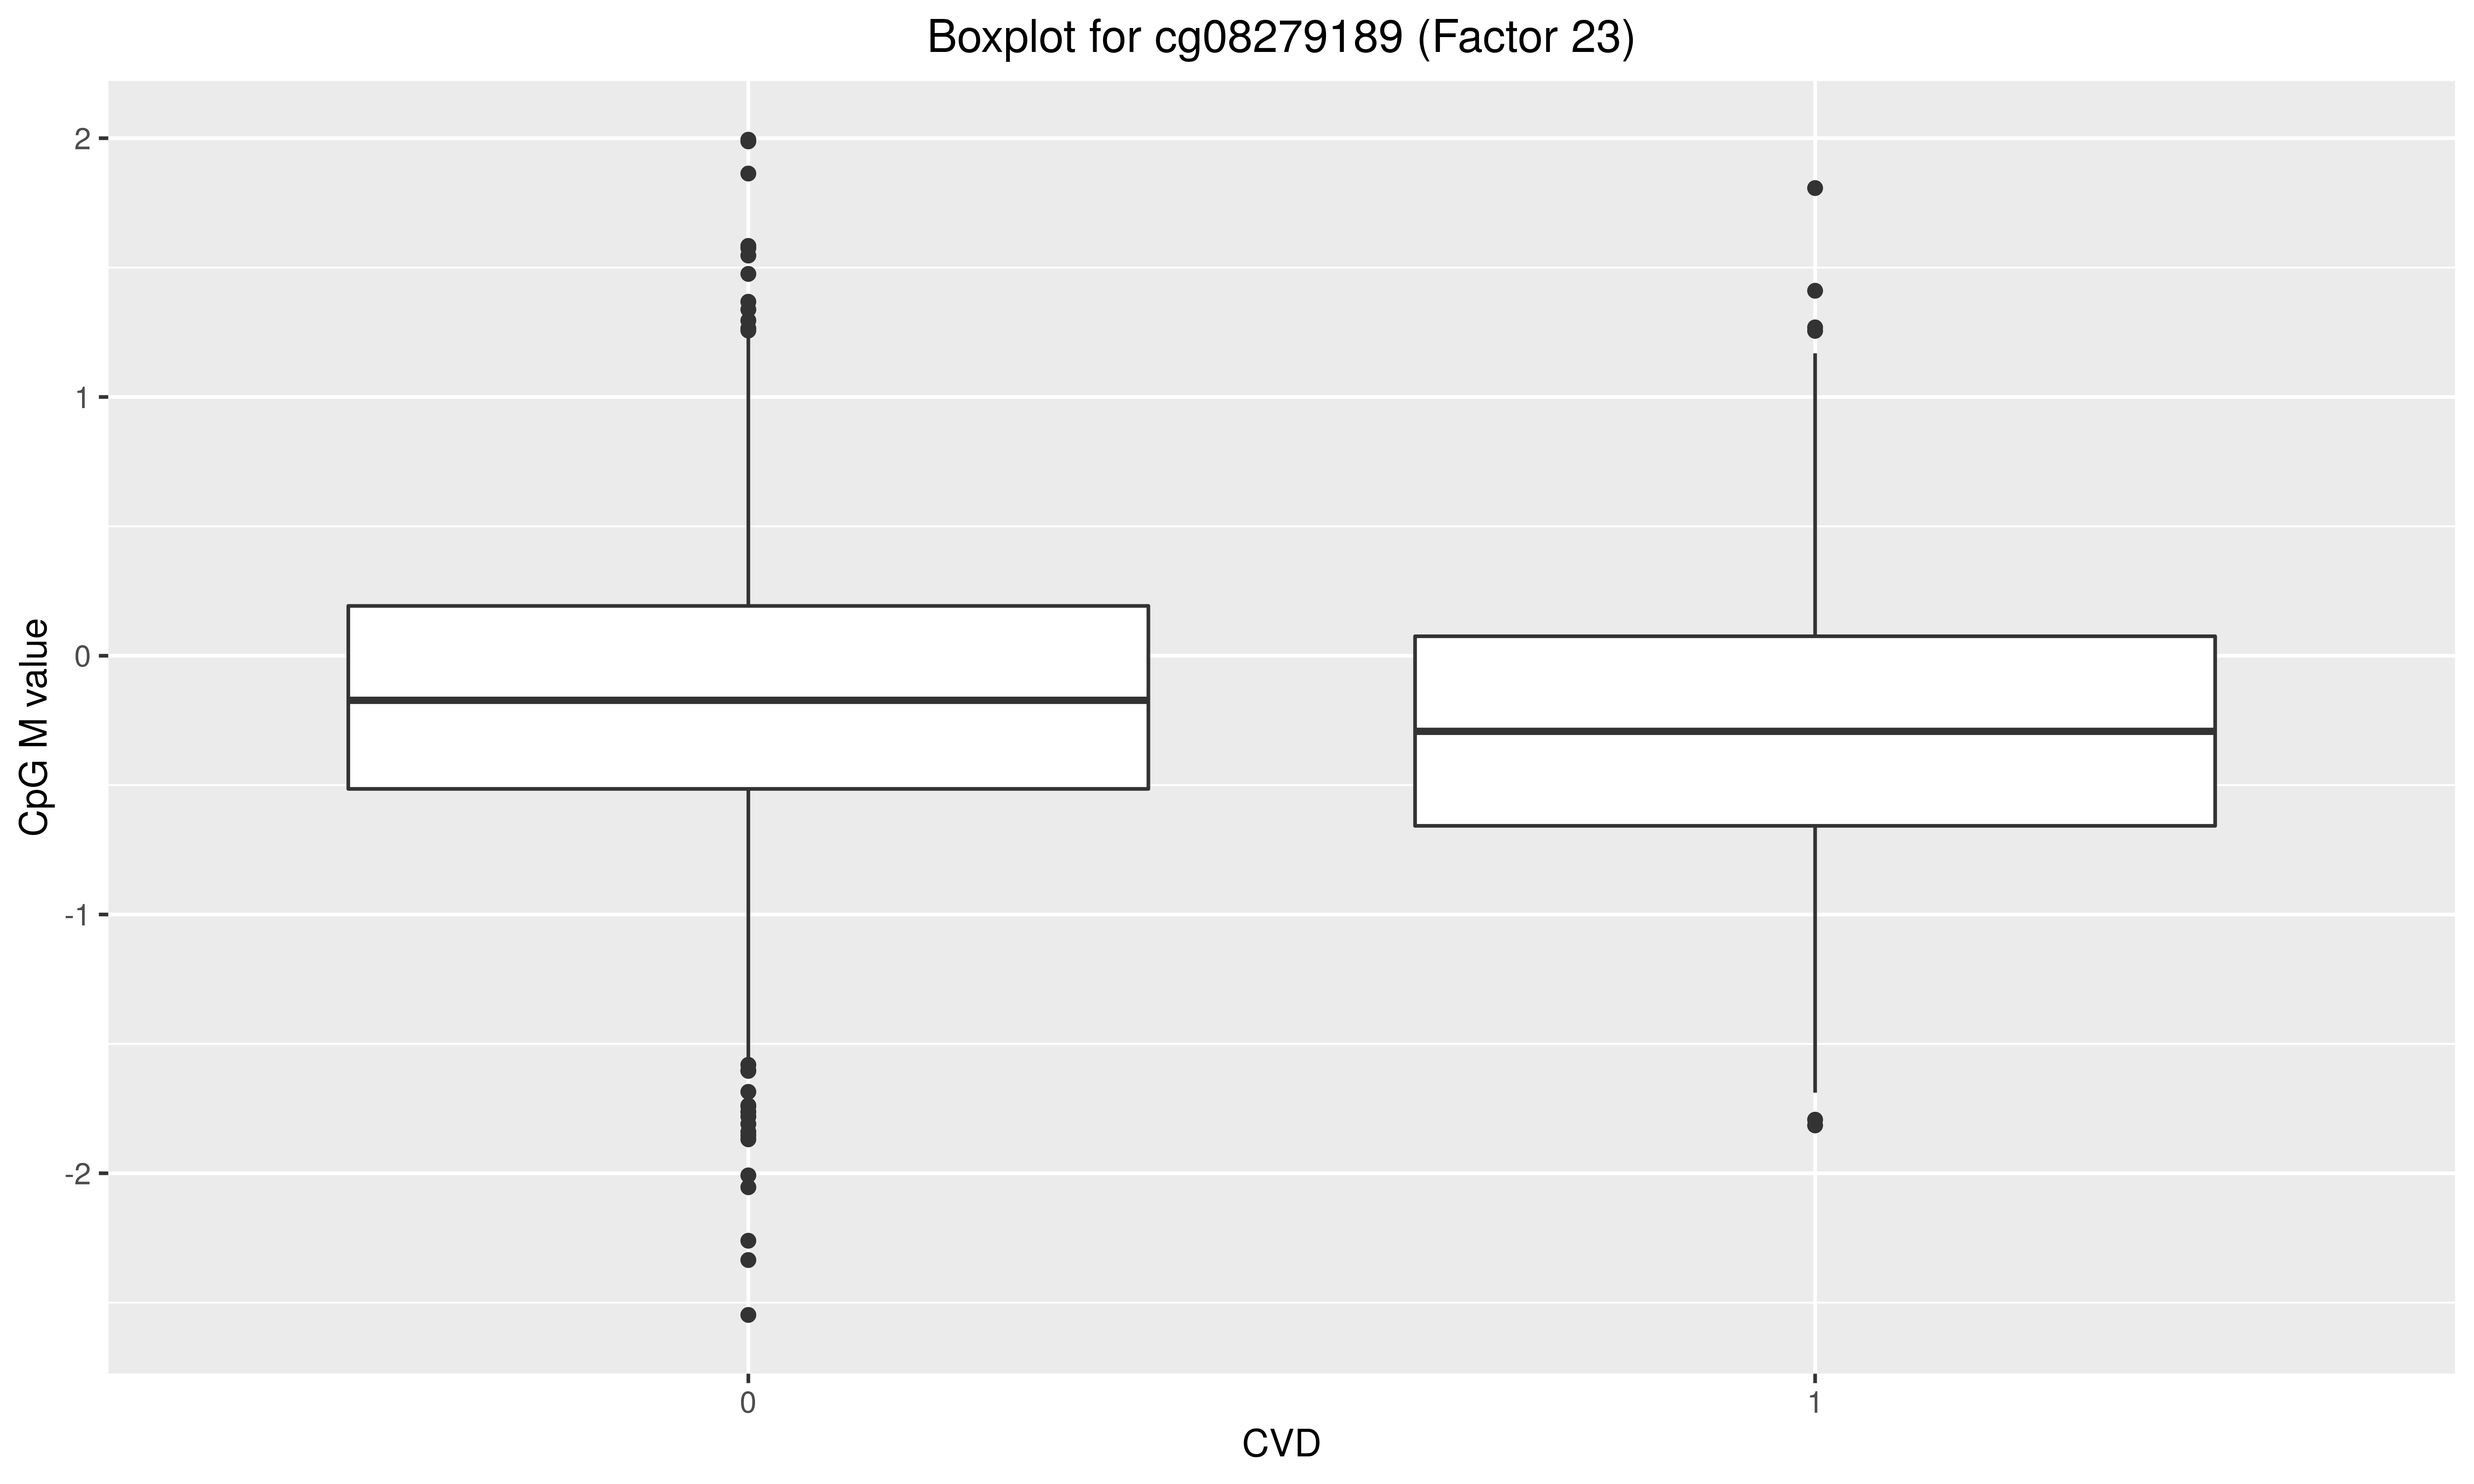 Boxplot for cg08279189 (Factor 23)
CpG M value
2
1
0
-1
-2
0
1
CVD